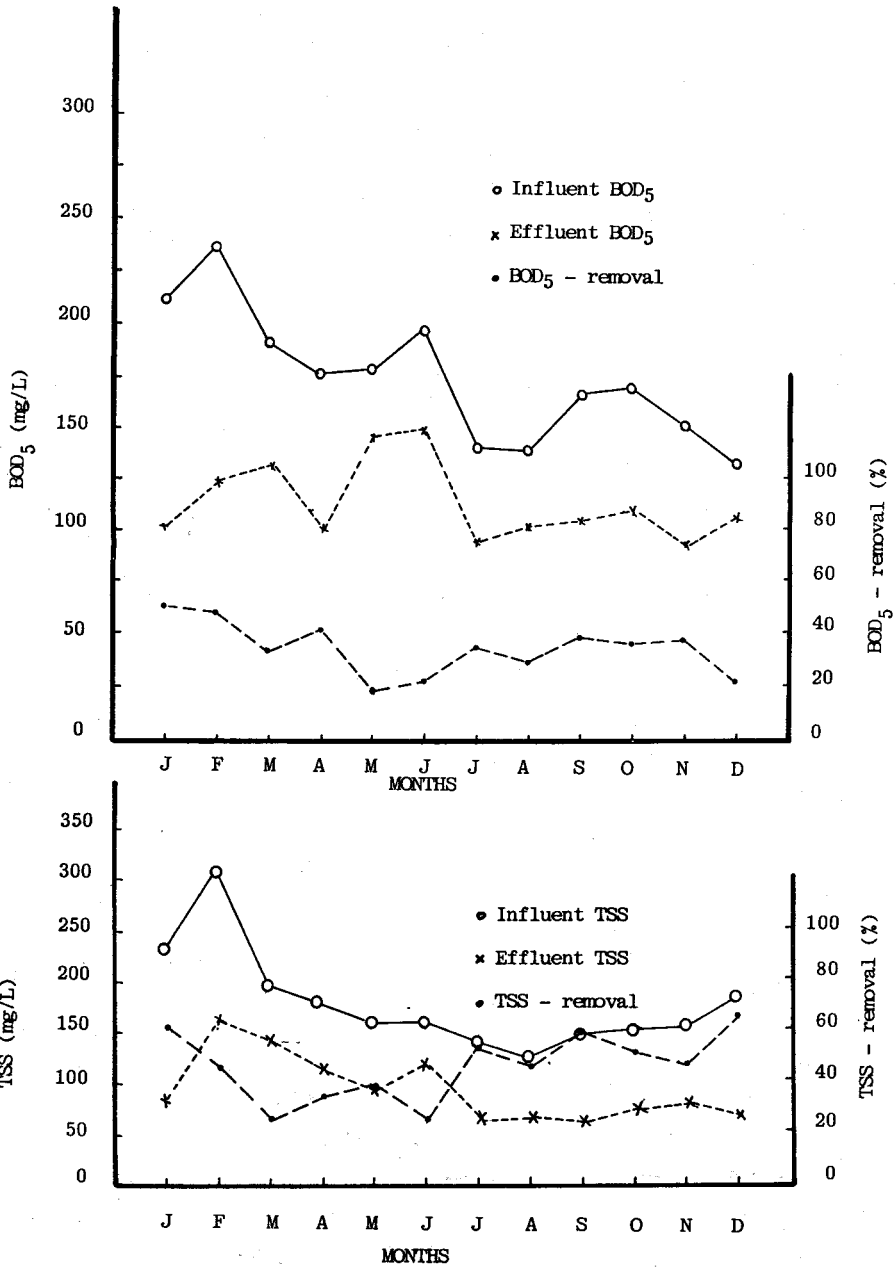 300
250
200
150
100
50
0
BOD5 (mg/L)
Influent BOD5
Effluent BOD5
BOD5 - removal
100
80
60
40
20
0
BOD5 - removal (%)
J F M A M J J A S O N D
MONTHS
350
300
250
200
150
100
50
0
TSS (mg/L)
Influent TSS
Effluent TSS
TSS - removal
100
80
60
40
20
0
TSS - removal (%)
J F M A M J J A S O N D
MONTHS